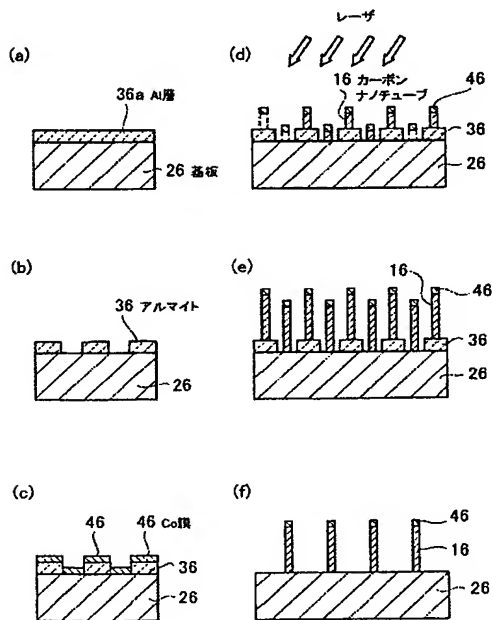 (a)
36a Al層
26 基板
(b)
36 アルマイト
26
(c)
46
46 Co膜
36
26
レーザ
(d)
16 カーボン
ナノチューブ
46
36
26
(e)
16
46
36
26
(f)
46
16
26